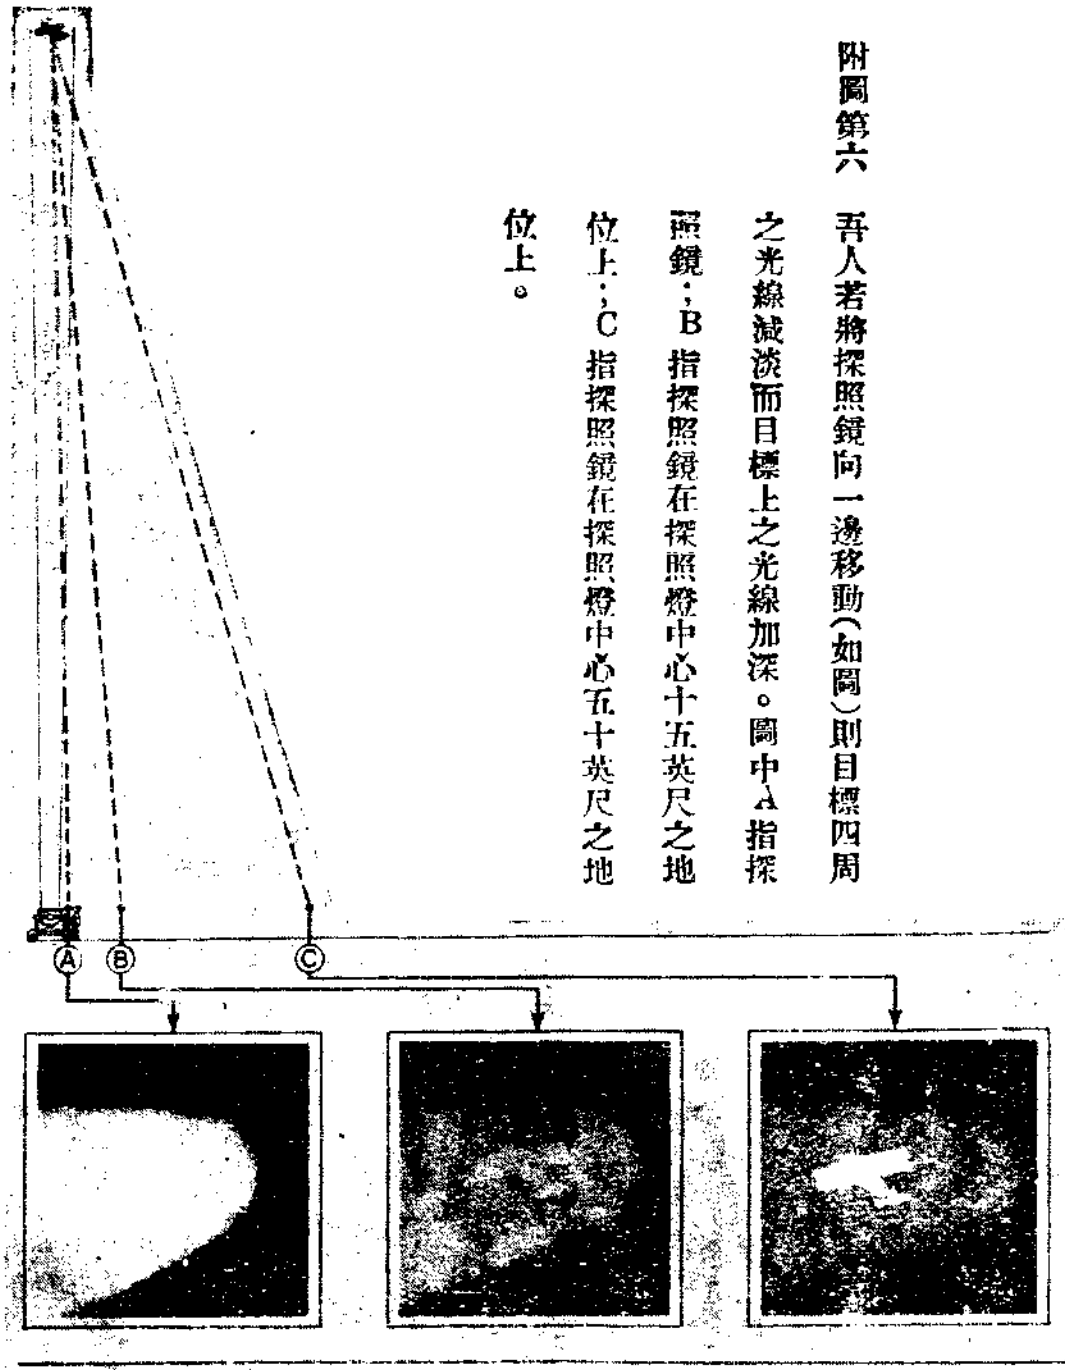 附圖第六　吾人若將探照鏡向一邊移動(如圖)則目標四周
之光線減淡而目標上之光線加深。圖中A指探
照鏡；B指探照鏡在探照燈中心十五英尺之地
位上；C指探照鏡在探照燈中心五十英尺之地
位上。
A B C